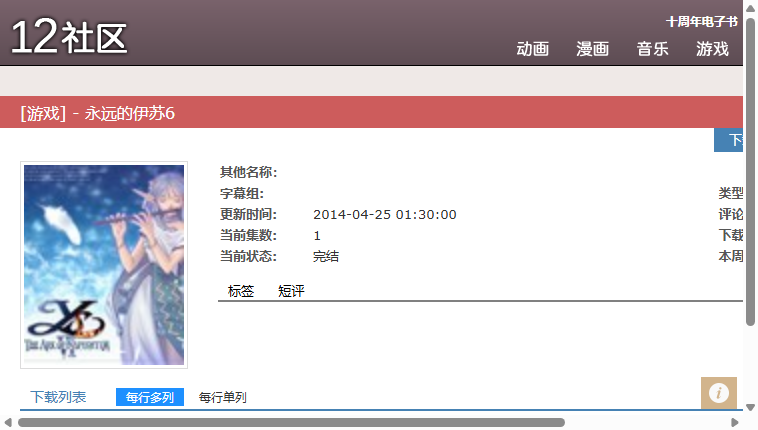 12社区
十周年电子书
动画 漫画 音乐 游戏
[游戏] - 永远的伊苏6
其他名称:
字幕组:
类型
更新时间: 2014-04-25 01:30:00
评论
当前集数: 1
下载
当前状态: 完结
本周
标签 短评
YS
THE ARK OF NAPISHTIM
VI
下载列表 每行多列 每行单列